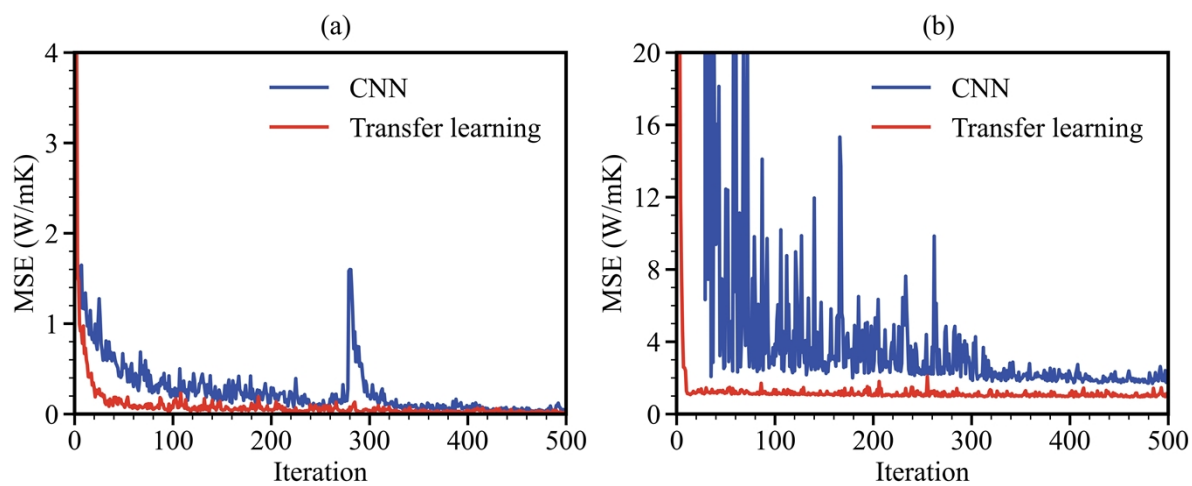 (a)
MSE (W/mK)
4
3
2
1
0
CNN
Transfer learning
0 100 200 300 400 500
Iteration
(b)
MSE (W/mK)
20
16
12
8
4
0
CNN
Transfer learning
0 100 200 300 400 500
Iteration